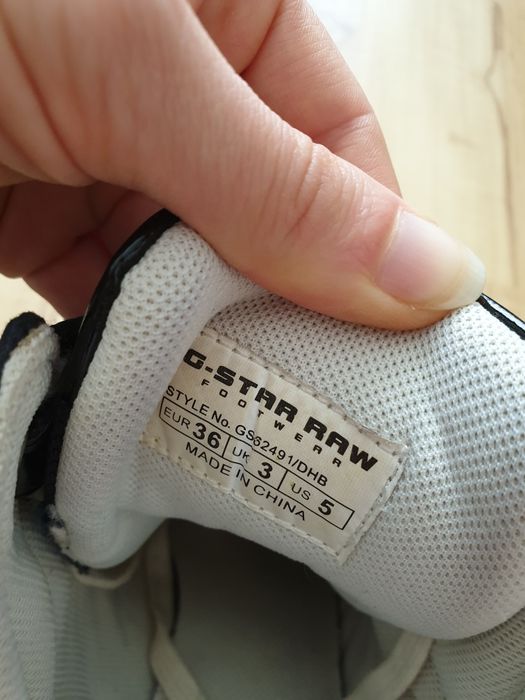 G-STAR RAW
FOOTWEAR
STYLE No. GS62491/DHB
EUR 36 UK 3 US 5
MADE IN CHINA